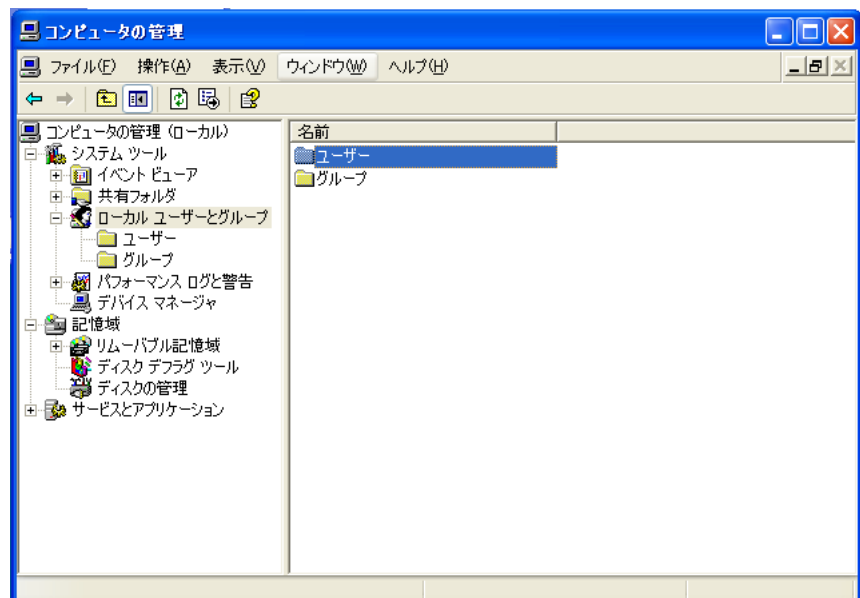 コンピュータの管理
ファイル(F) 操作(A) 表示(V) ウィンドウ(W) ヘルプ(H)
コンピュータの管理 (ローカル)
システム ツール
イベント ビューア
共有フォルダ
ローカル ユーザーとグループ
ユーザー
グループ
パフォーマンス ログと警告
デバイス マネージャ
記憶域
リムーバブル記憶域
ディスク デフラグ ツール
ディスクの管理
サービスとアプリケーション
名前
ユーザー
グループ